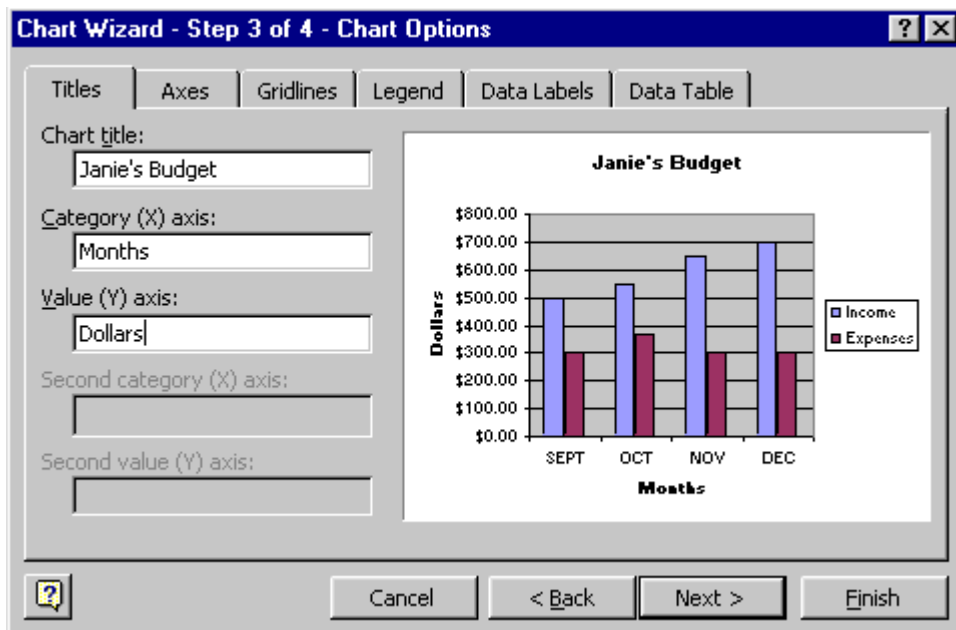 Chart Wizard - Step 3 of 4 - Chart Options
Titles Axes Gridlines Legend Data Labels Data Table
Chart title:
Janie's Budget
Category (X) axis:
Months
Value (Y) axis:
Dollars
Second category (X) axis:
Second value (Y) axis:
Janie's Budget
$800.00
$700.00
$600.00
$500.00
$400.00
$300.00
$200.00
$100.00
$0.00
Dollars
SEPT OCT NOV DEC
Months
Income
Expenses
Cancel < Back Next > Finish